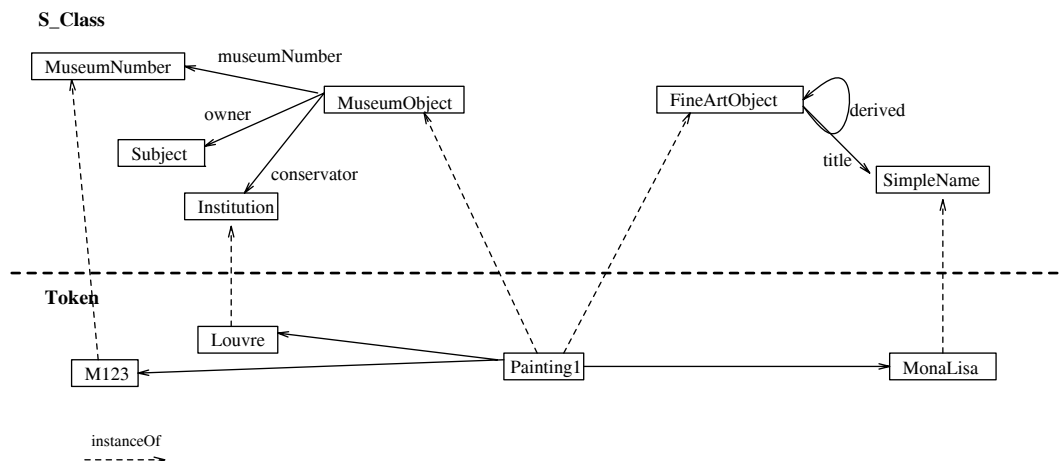 S_Class
museumNumber
MuseumNumber
MuseumObject
FineArtObject
derived
owner
Subject
title
conservator
SimpleName
Institution
Token
Louvre
M123
Painting1
MonaLisa
instanceOf